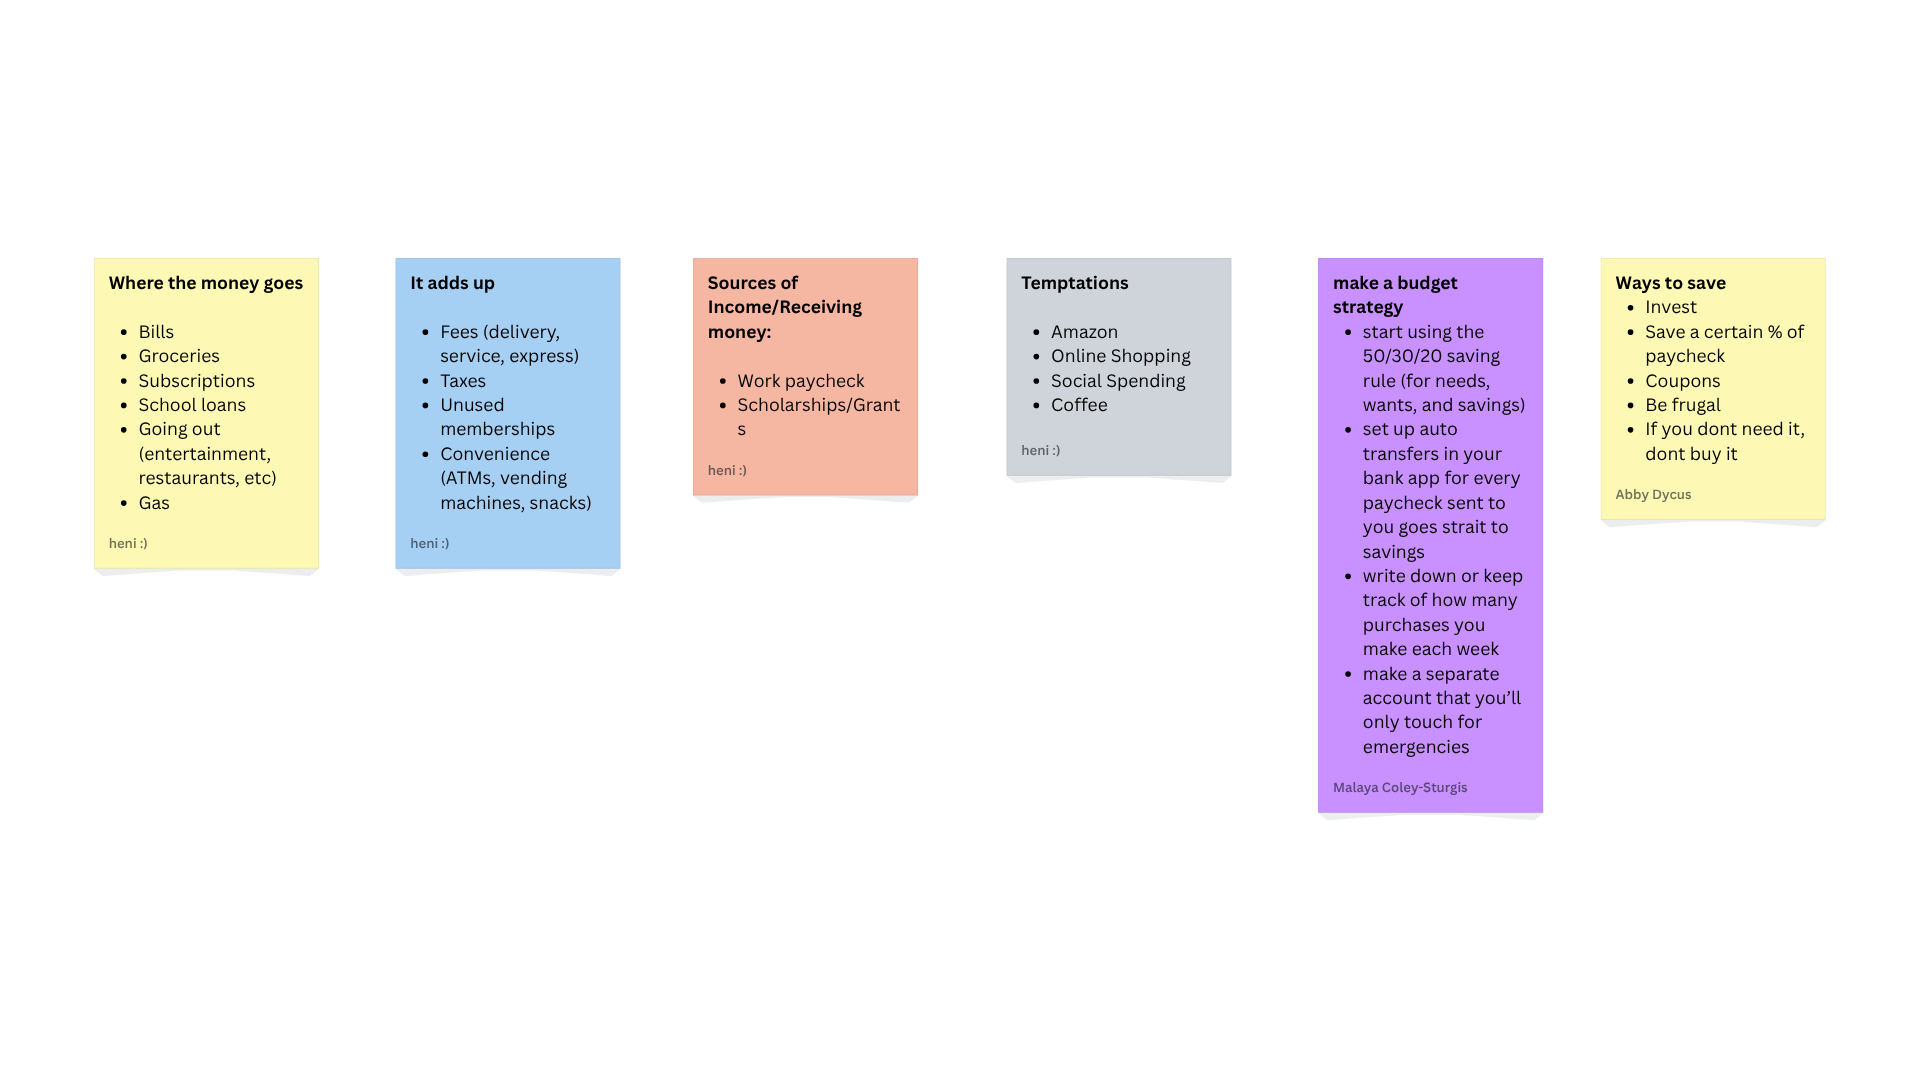 Where the money goes
• Bills
• Groceries
• Subscriptions
• School loans
• Going out
(entertainment,
restaurants, etc)
• Gas
heni :)
It adds up
• Fees (delivery,
service, express)
• Taxes
• Unused
memberships
• Convenience
(ATMs, vending
machines, snacks)
heni :)
Sources of
Income/Receiving
money:
• Work paycheck
• Scholarships/Grant
s
heni :)
Temptations
• Amazon
• Online Shopping
• Social Spending
• Coffee
heni :)
make a budget
strategy
• start using the
50/30/20 saving
rule (for needs,
wants, and savings)
• set up auto
transfers in your
bank app for every
paycheck sent to
you goes strait to
savings
• write down or keep
track of how many
purchases you
make each week
• make a separate
account that you’ll
only touch for
emergencies
Malaya Coley-Sturgis
Ways to save
• Invest
• Save a certain % of
paycheck
• Coupons
• Be frugal
• If you dont need it,
dont buy it
Abby Dycus